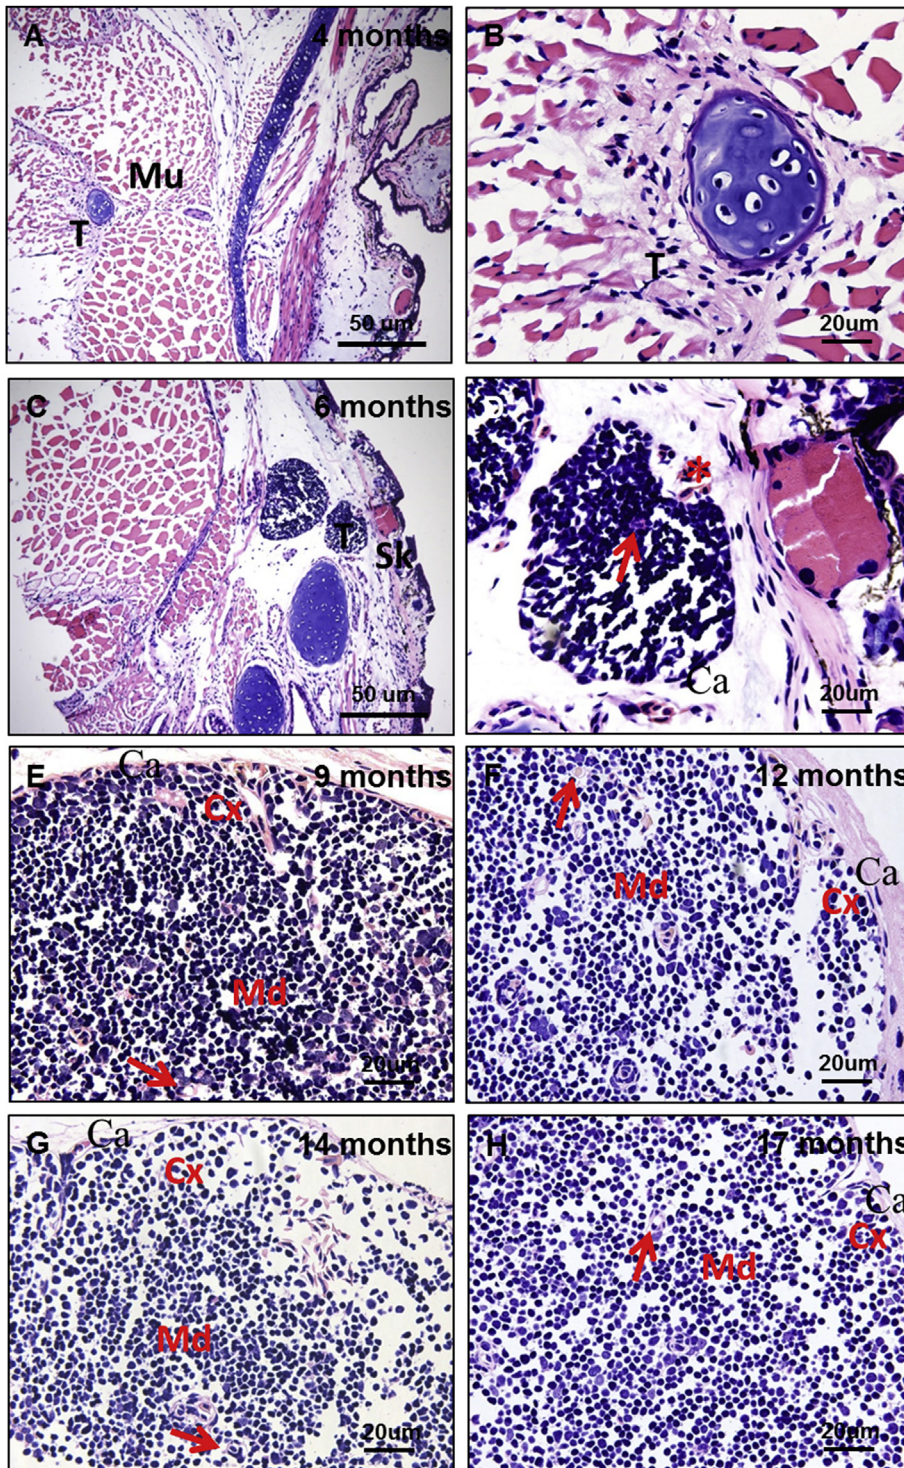 A 4 months
Mu
T
50 um
B
T
20um
C 6 months
T
Sk
50 um
D
*
Ca
20um
E Ca 9 months
Cx
Md
20um
F 12 months
Md
Ca
Cx
20um
G Ca 14 months
Cx
Md
20um
H 17 months
Ca
Cx
Md
20um